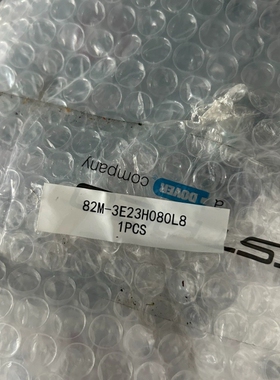 a DOVER
company
82M-3E23H080L8
1PCS